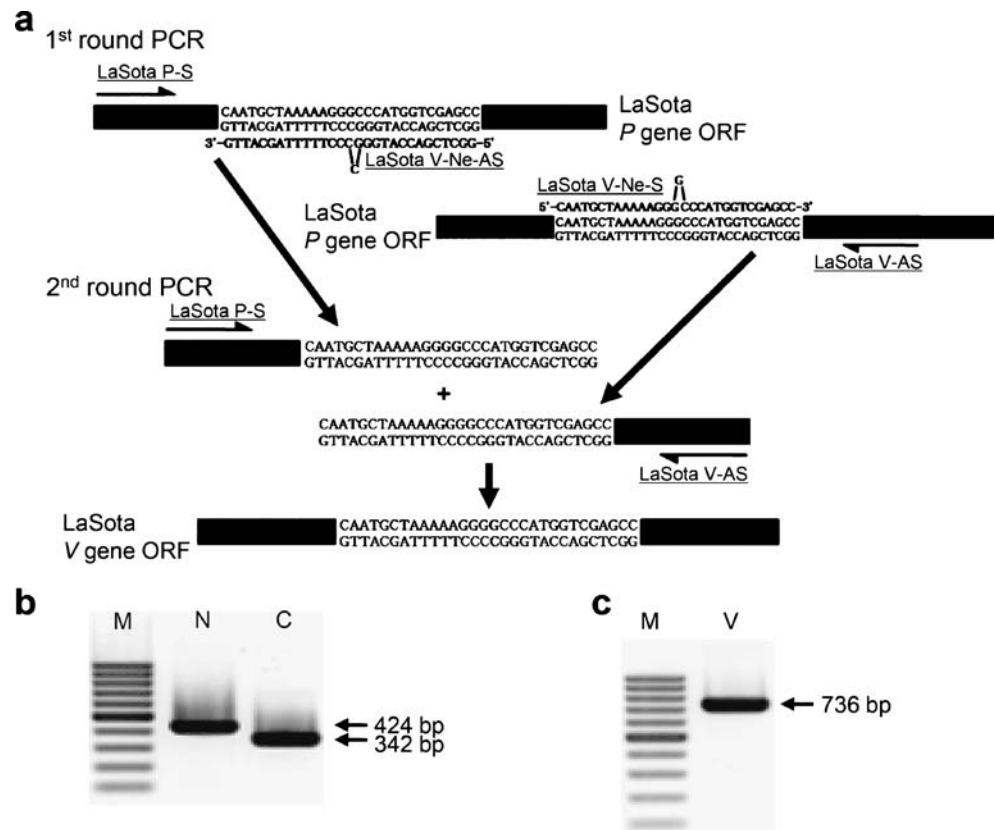 a
1st round PCR
LaSota P-S
CAATGCTAAAAAGGGCCCATGGTCGAGCC
GTTACGATTTTTCCCGGGTACCAGCTCGG
3'-GTTACGATTTTTCCCGGGTACCAGCTCGG-5'
C
LaSota V-Ne-AS
LaSota
P gene ORF
G
LaSota V-Ne-S
5'-CAATGCTAAAAAGGGCCCATGGTCGAGCC-3'
CAATGCTAAAAAGGGCCCATGGTCGAGCC
GTTACGATTTTTCCCGGGTACCAGCTCGG
LaSota
P gene ORF
LaSota V-AS
2nd round PCR
LaSota P-S
CAATGCTAAAAAGGGGCCCATGGTCGAGCC
GTTACGATTTTTCCCCGGGTACCAGCTCGG
+
CAATGCTAAAAAGGGGCCCATGGTCGAGCC
GTTACGATTTTTCCCCGGGTACCAGCTCGG
LaSota V-AS
LaSota
V gene ORF
CAATGCTAAAAAGGGGCCCATGGTCGAGCC
GTTACGATTTTTCCCCGGGTACCAGCTCGG
b
M N C
424 bp
342 bp
c
M V
736 bp